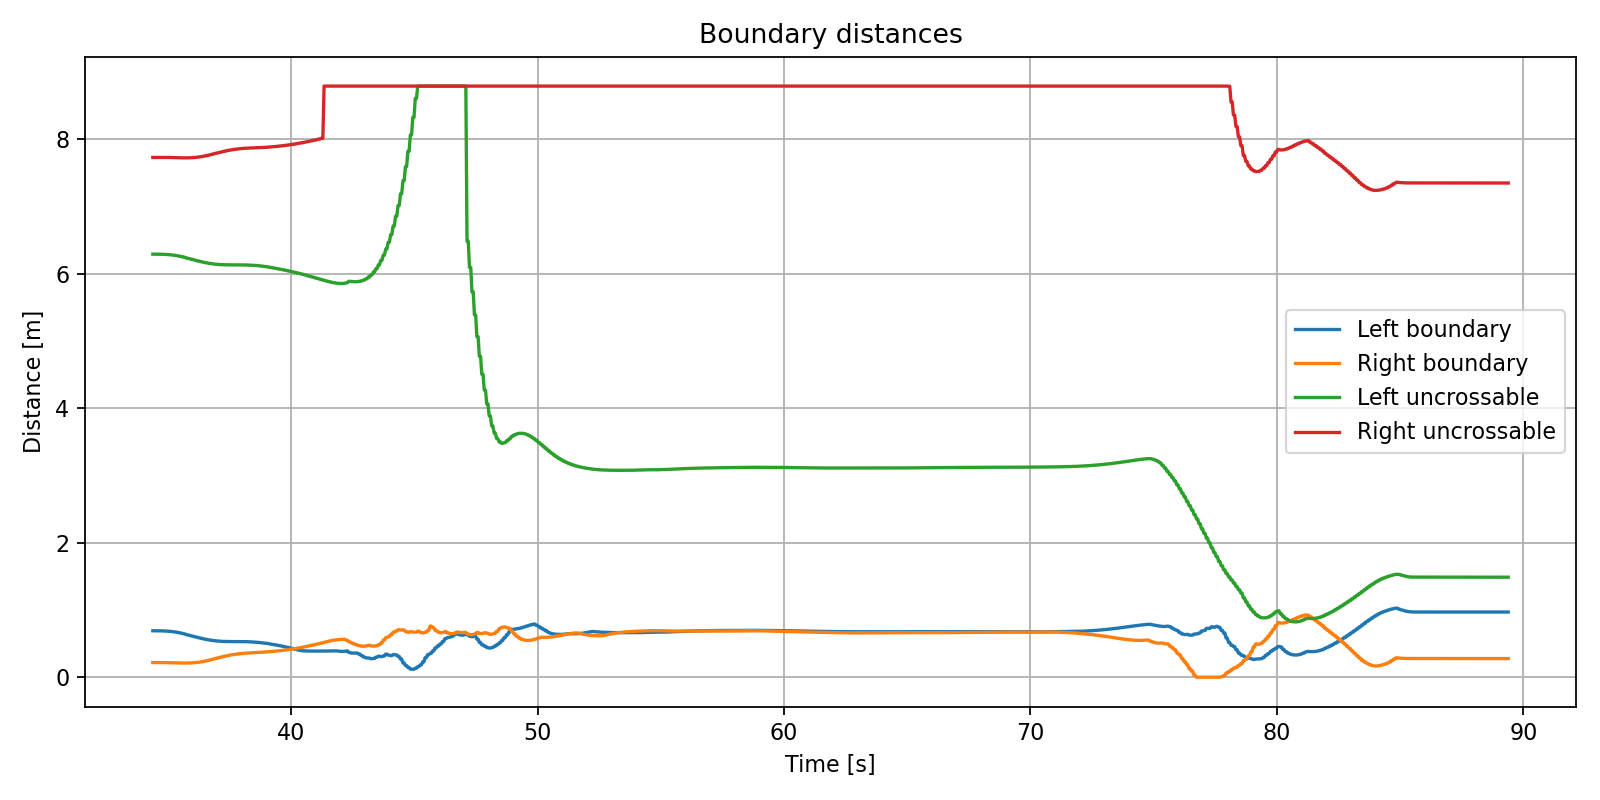 Boundary distances
Distance [m]
8
6
4
2
0
40
50
60
70
80
90
Time [s]
Left boundary
Right boundary
Left uncrossable
Right uncrossable